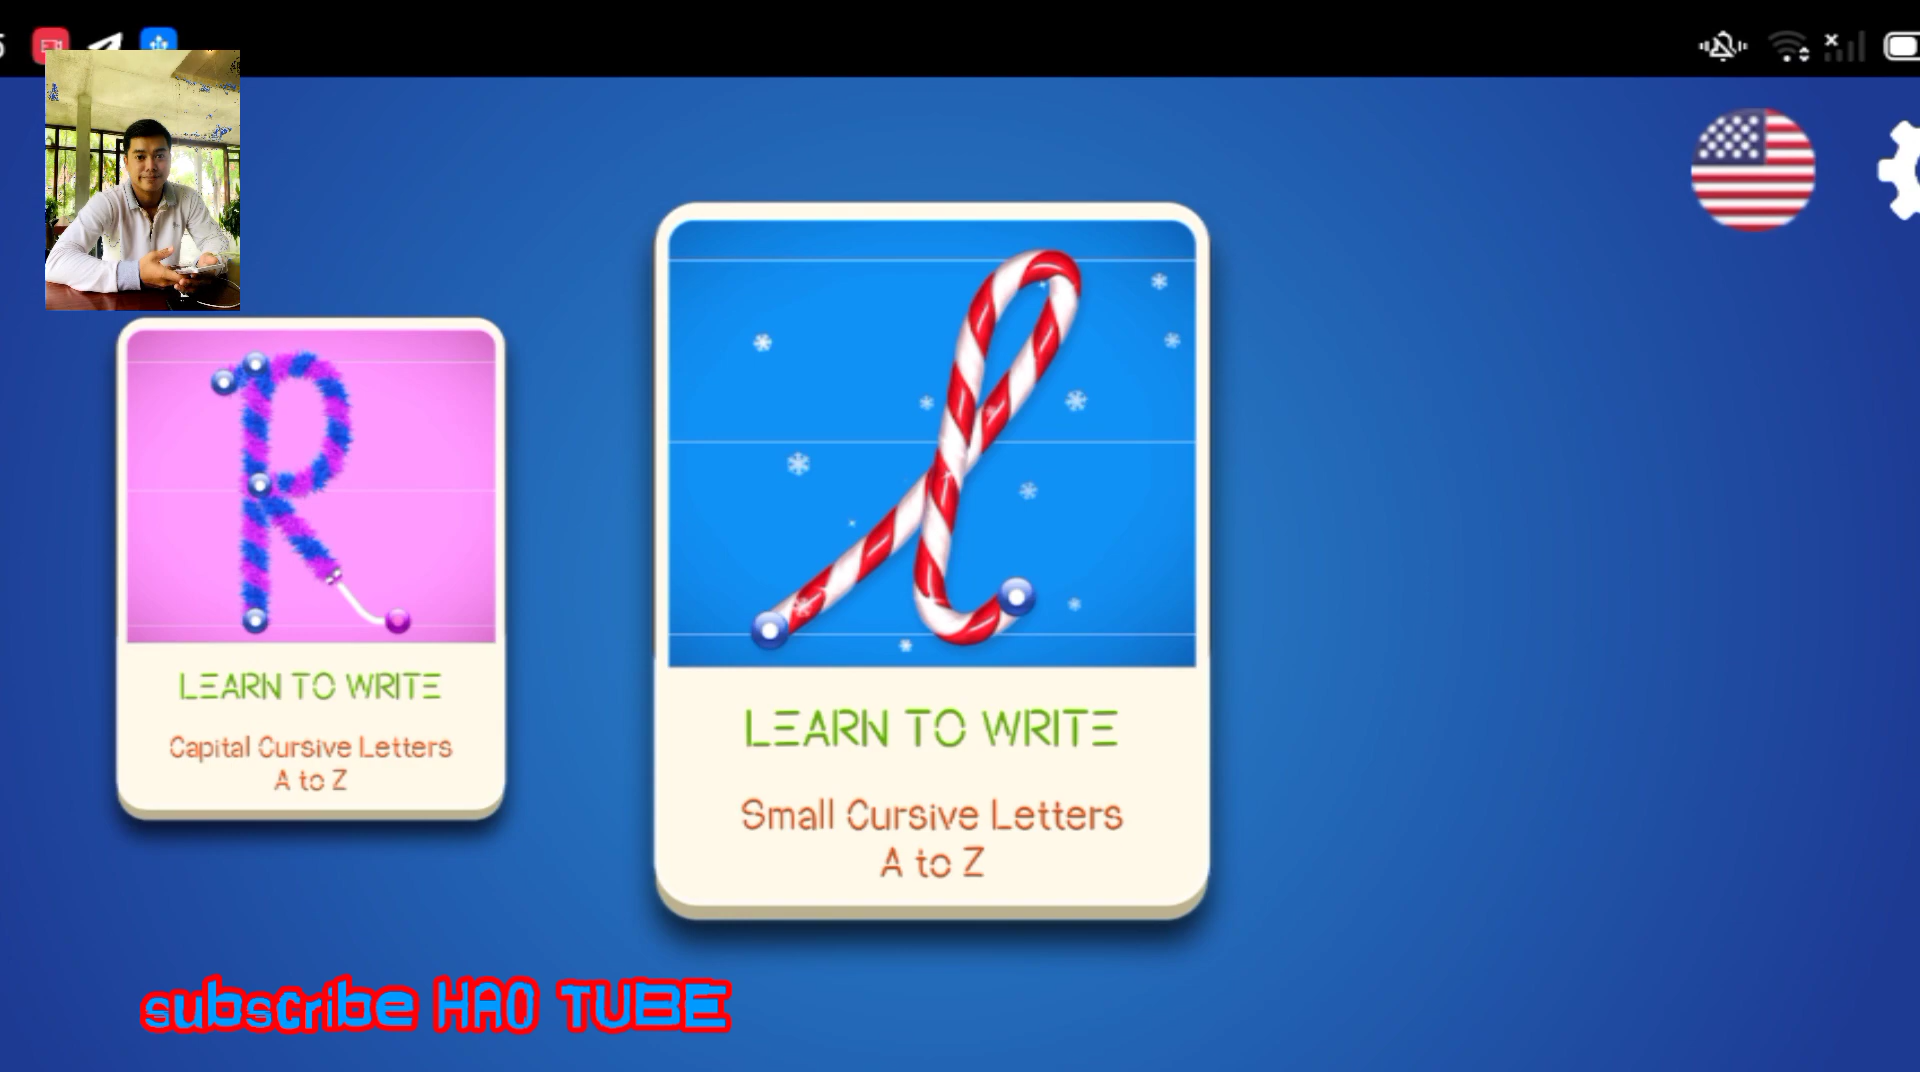 R
LEARN TO WRITE
Capital Cursive Letters
A to Z
l
LEARN TO WRITE
Small Cursive Letters
A to Z
subscribe HAO TUBE